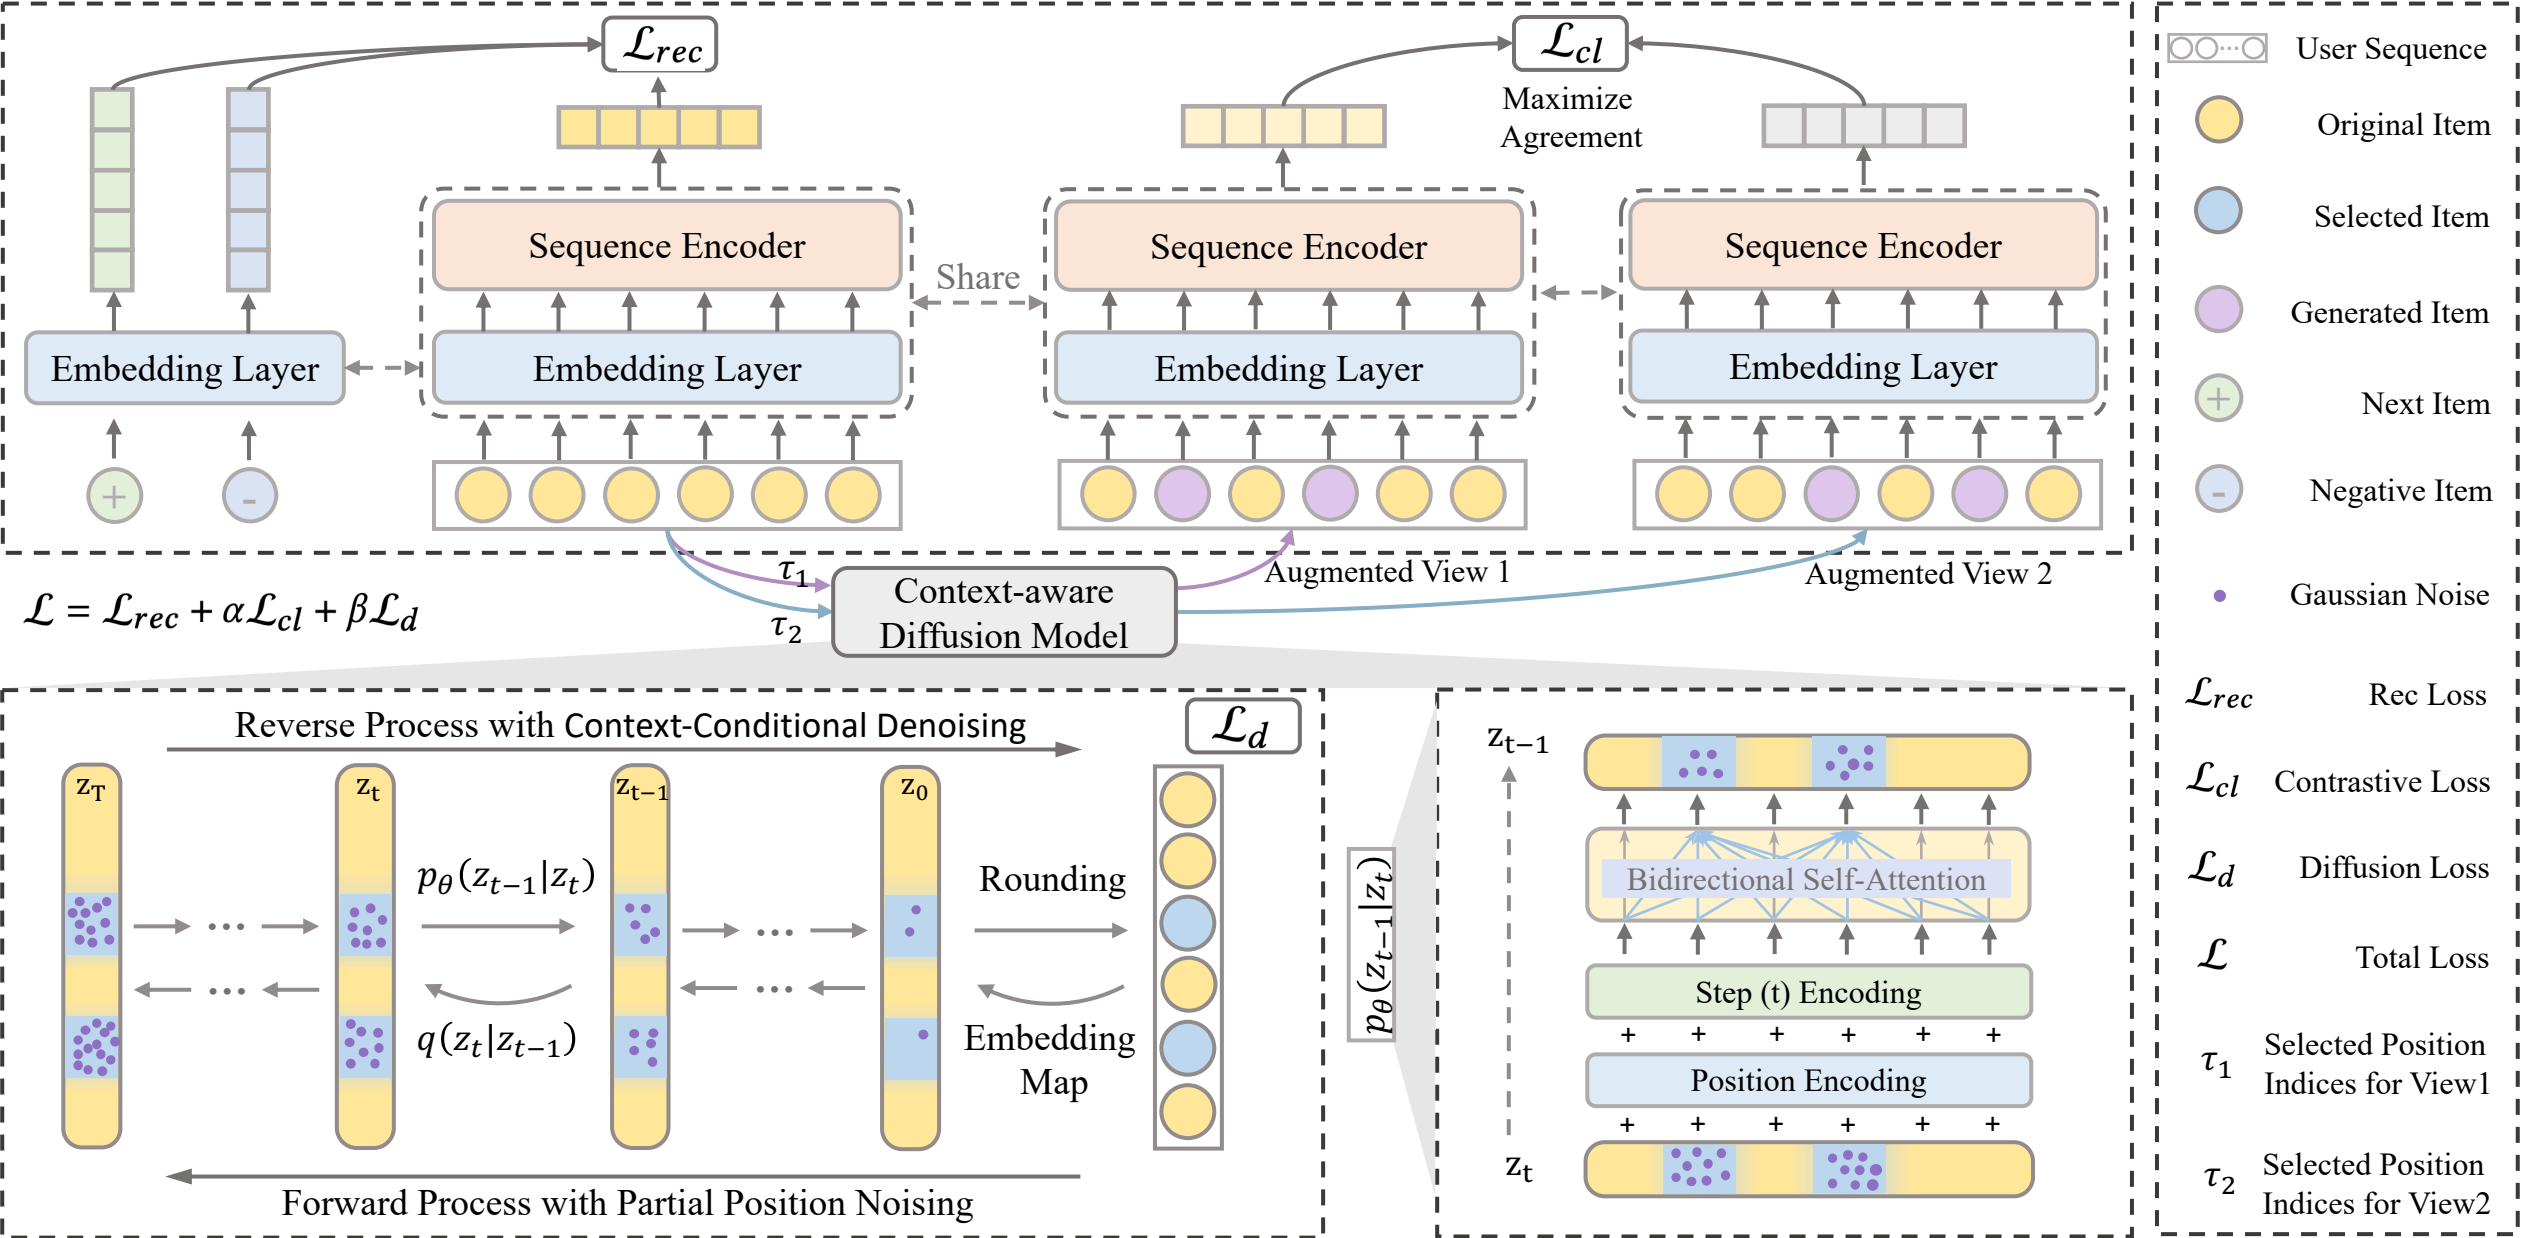 ℒrec
ℒcl
Maximize
Agreement
Sequence Encoder
Sequence Encoder
Sequence Encoder
Share
Embedding Layer
Embedding Layer
Embedding Layer
Embedding Layer
+
-
τ1
τ2
Context-aware
Diffusion Model
Augmented View 1
Augmented View 2
ℒ = ℒrec + αℒcl + βℒd
Reverse Process with Context-Conditional Denoising
ℒd
zT
zt
zt−1
z0
pθ(zt−1|zt)
Rounding
...
...
...
...
q(zt|zt−1)
Embedding
Map
Forward Process with Partial Position Noising
pθ(zt−1|zt)
zt−1
Bidirectional Self-Attention
Step (t) Encoding
+ + + + + +
Position Encoding
+ + + + + +
zt
... User Sequence
Original Item
Selected Item
Generated Item
+ Next Item
- Negative Item
Gaussian Noise
ℒrec Rec Loss
ℒcl Contrastive Loss
ℒd Diffusion Loss
ℒ Total Loss
τ1 Selected Position
Indices for View1
τ2 Selected Position
Indices for View2